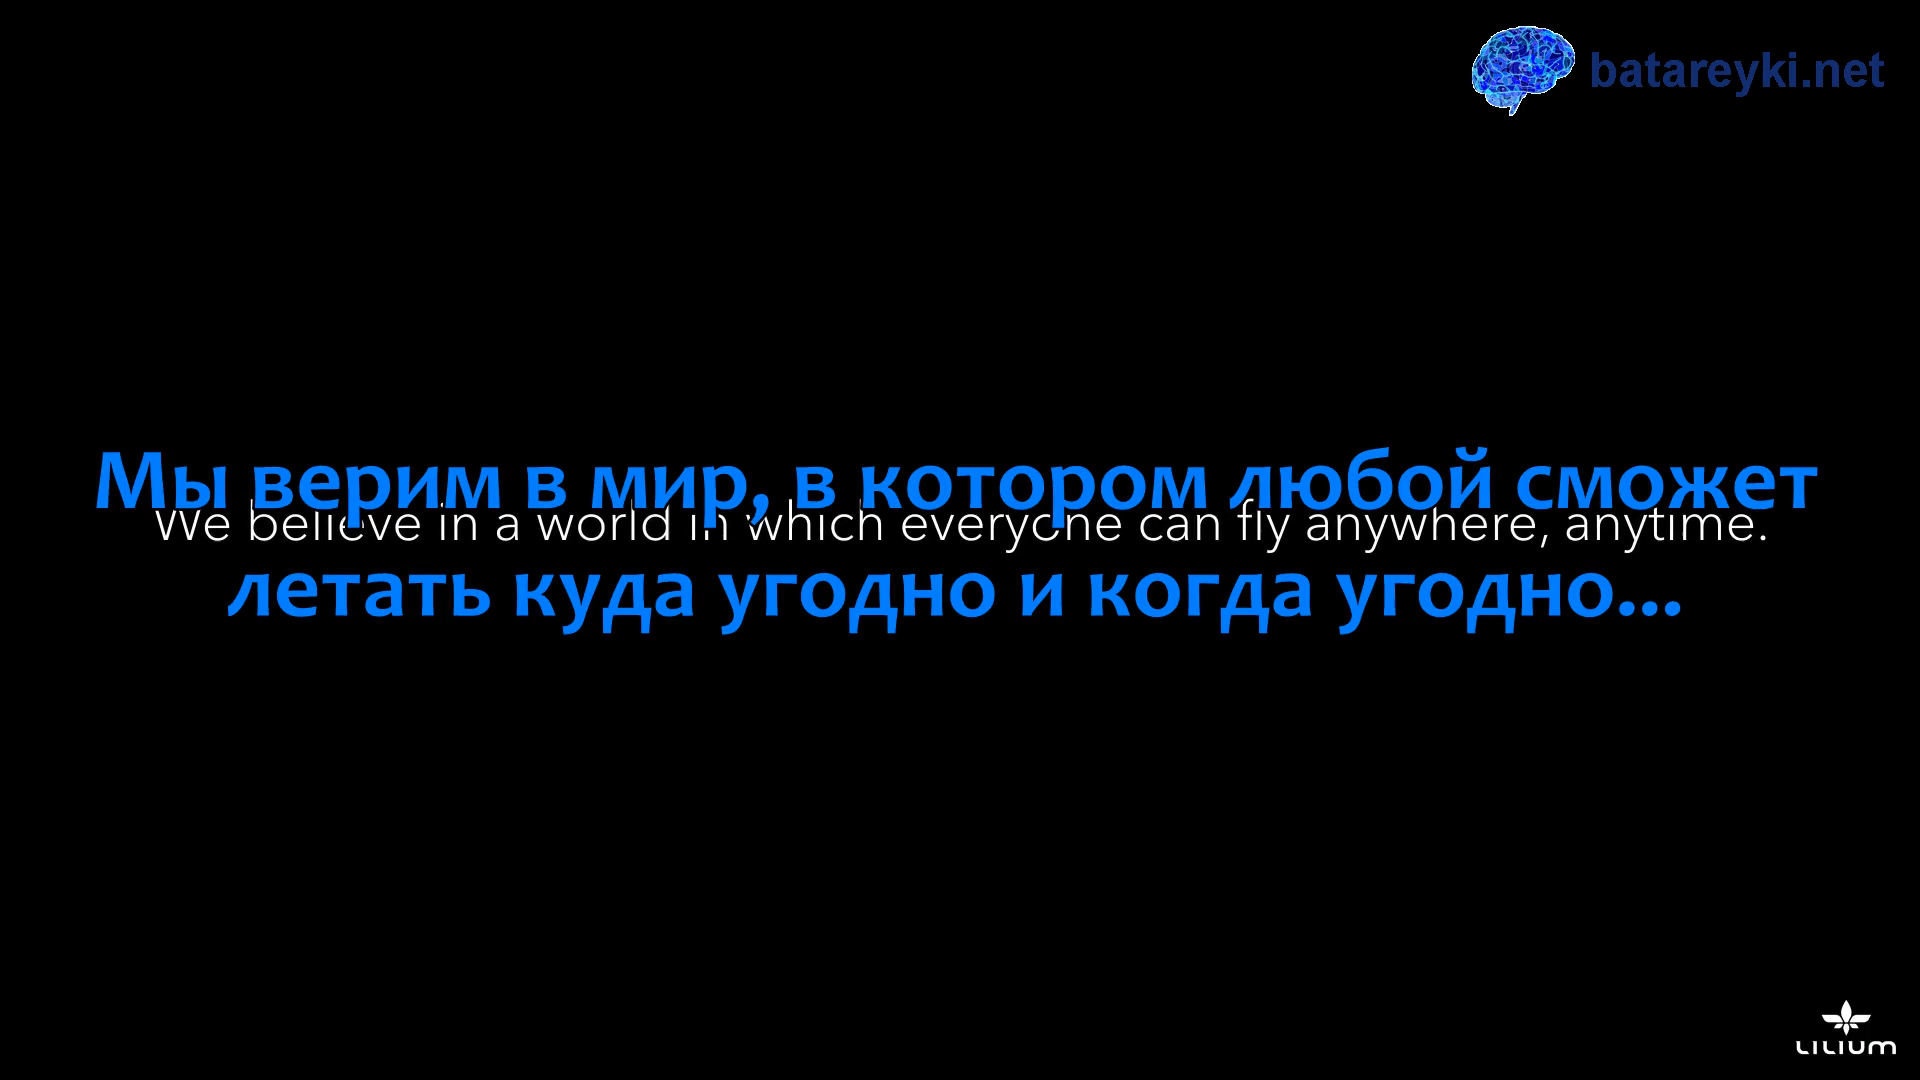 batareyki.net
Мы верим в мир, в котором любой сможет
We believe in a world in which everyone can fly anywhere, anytime.
летать куда угодно и когда угодно...
LILIUM